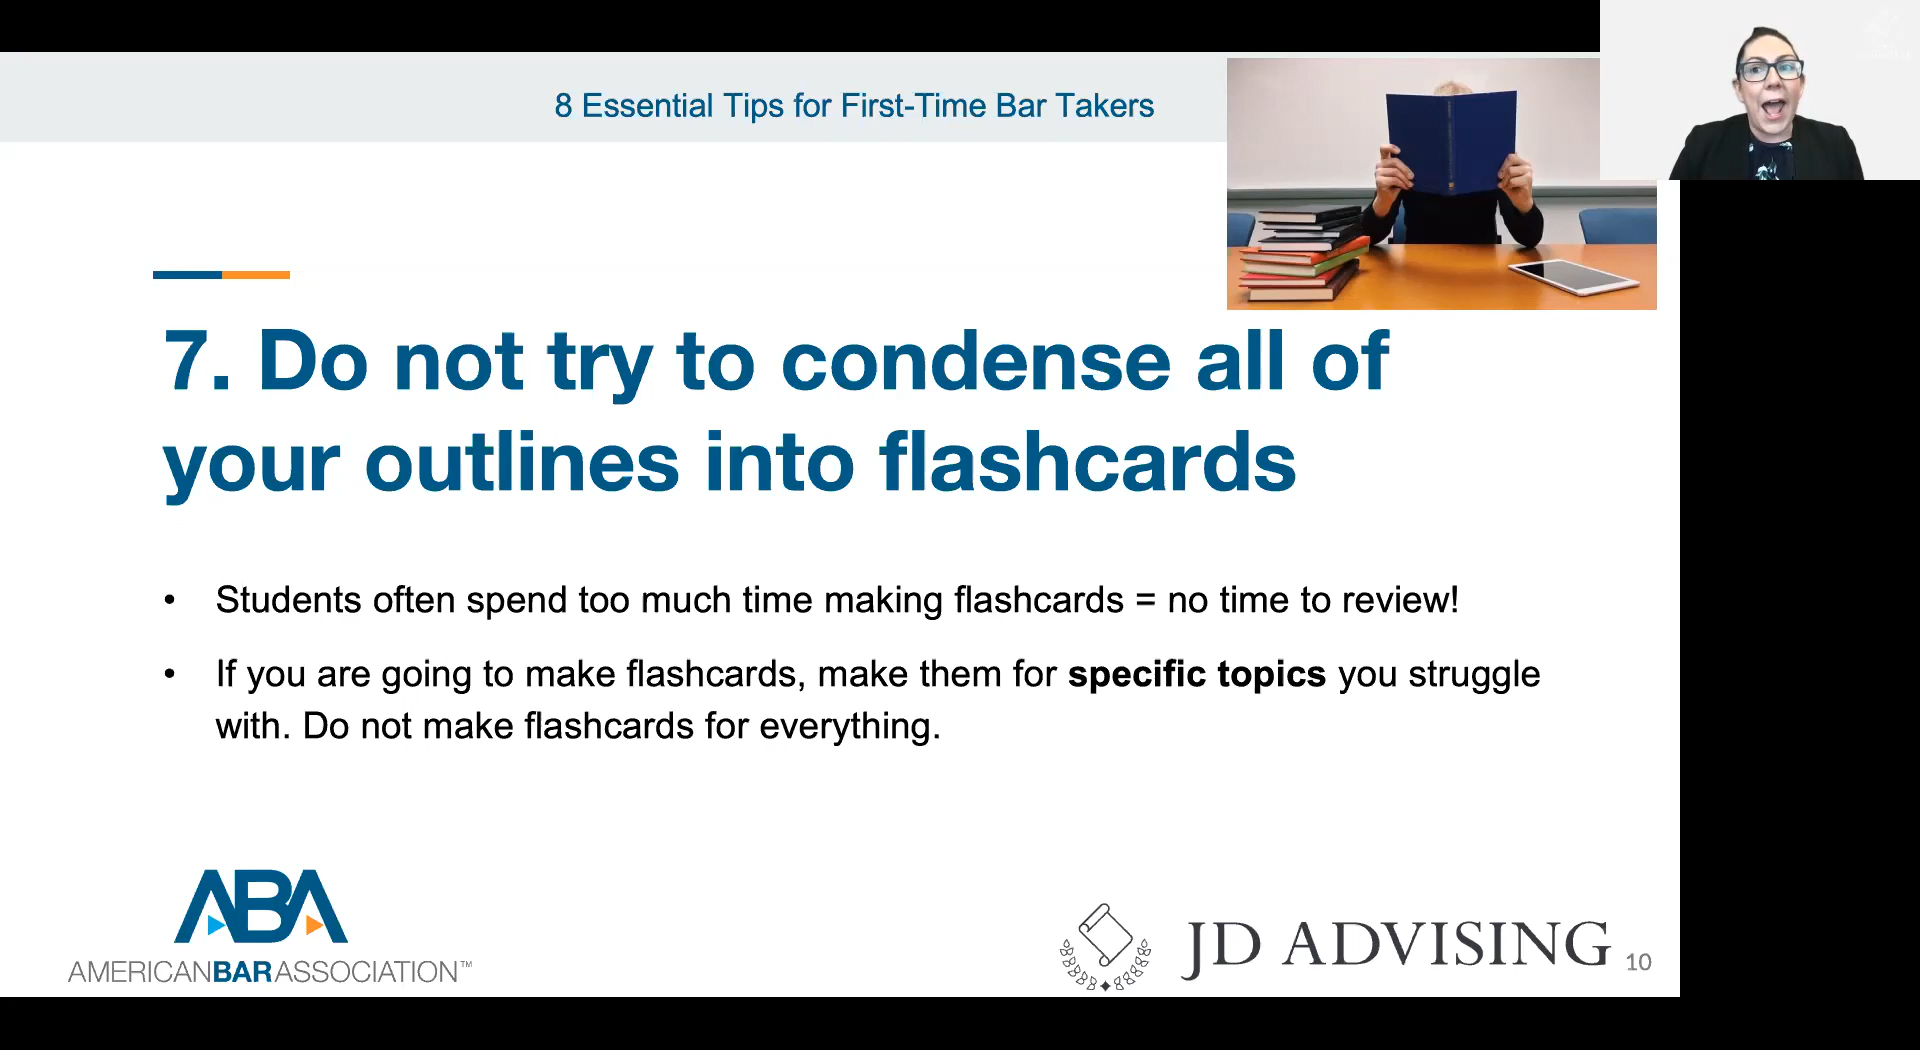 8 Essential Tips for First-Time Bar Takers
7. Do not try to condense all of
your outlines into flashcards
• Students often spend too much time making flashcards = no time to review!
• If you are going to make flashcards, make them for specific topics you struggle
with. Do not make flashcards for everything.
ABA
AMERICANBARASSOCIATION™
JD ADVISING
10